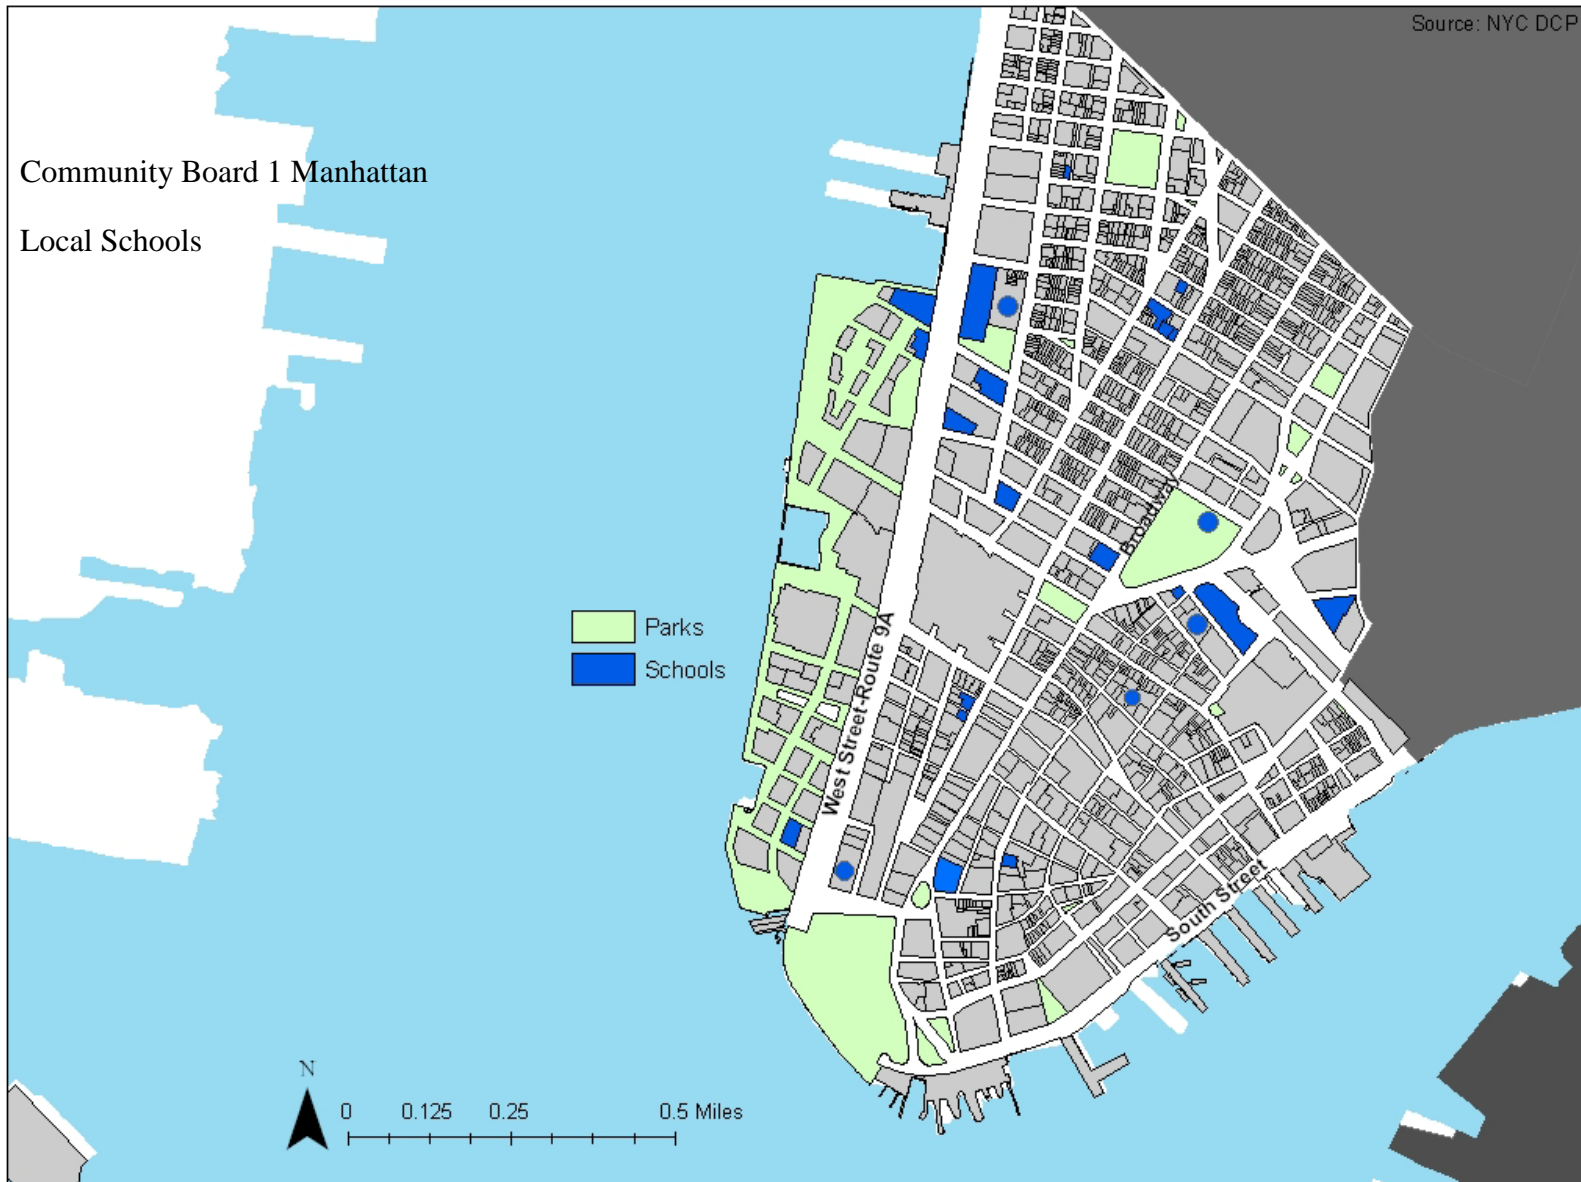 Source: NYC DCP
Community Board 1 Manhattan
Local Schools
Broadway
Parks
Schools
West Street-Route 9A
South Street
N
0 0.125 0.25 0.5 Miles